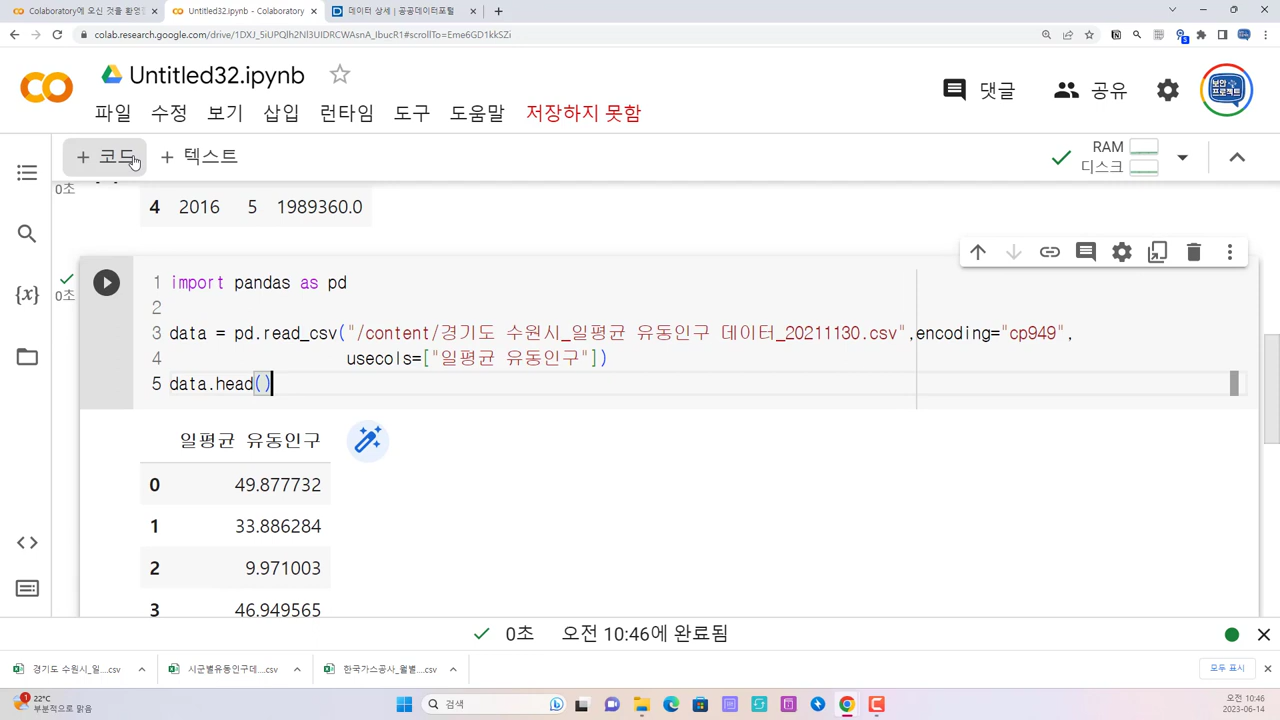 Colaboratory에 오신 것을 환영합
Untitled32.ipynb - Colaboratory
데이터 상세 | 공공데이터포털
colab.research.google.com/drive/1DXJ_5iUPQlh2Nl3UIDRCWAsnA_IbucR1#scrollTo=Eme6GD1kkSZi
Untitled32.ipynb
파일 수정 보기 삽입 런타임 도구 도움말 저장하지 못함
댓글 공유
보안
프로젝트
+ 코드 + 텍스트
RAM
디스크
0초
4 2016 5 1989360.0
0초
1 import pandas as pd
2
3 data = pd.read_csv("/content/경기도 수원시_일평균 유동인구 데이터_20211130.csv",encoding="cp949",
4 usecols=["일평균 유동인구"])
5 data.head()
일평균 유동인구
0 49.877732
1 33.886284
2 9.971003
3 46.949565
{x}
0초 오전 10:46에 완료됨
경기도 수원시_일....csv
시군별유동인구데....csv
한국가스공사_월별....csv
모두 표시
1
22°C
부분적으로 맑음
검색
오전 10:46
2023-06-14